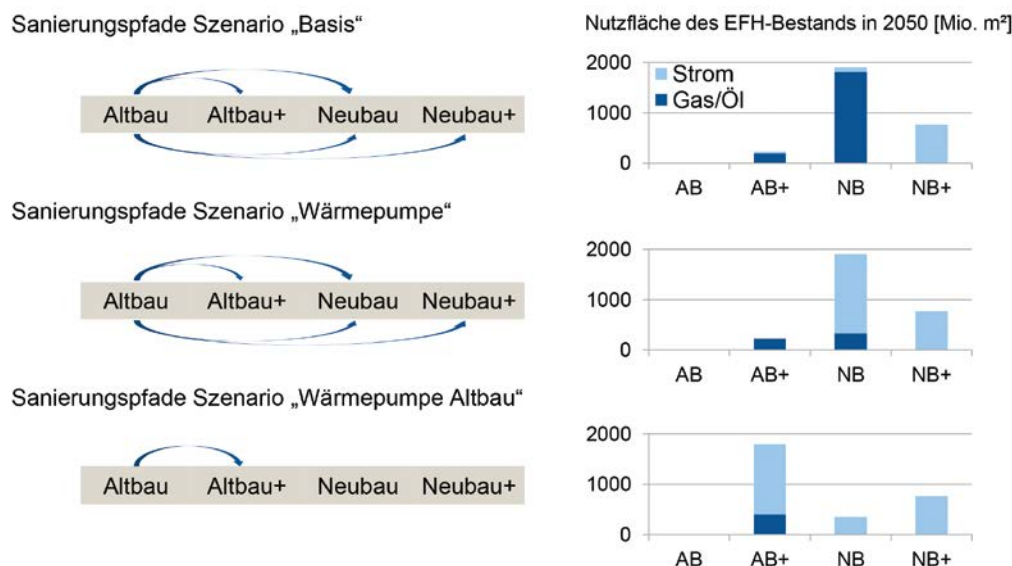 Sanierungspfade Szenario „Basis“
Altbau Altbau+ Neubau Neubau+
Nutzfläche des EFH-Bestands in 2050 [Mio. m²]
2000
1000
0
Strom
Gas/Öl
AB AB+ NB NB+
Sanierungspfade Szenario „Wärmepumpe“
Altbau Altbau+ Neubau Neubau+
2000
1000
0
AB AB+ NB NB+
Sanierungspfade Szenario „Wärmepumpe Altbau“
Altbau Altbau+ Neubau Neubau+
2000
1000
0
AB AB+ NB NB+